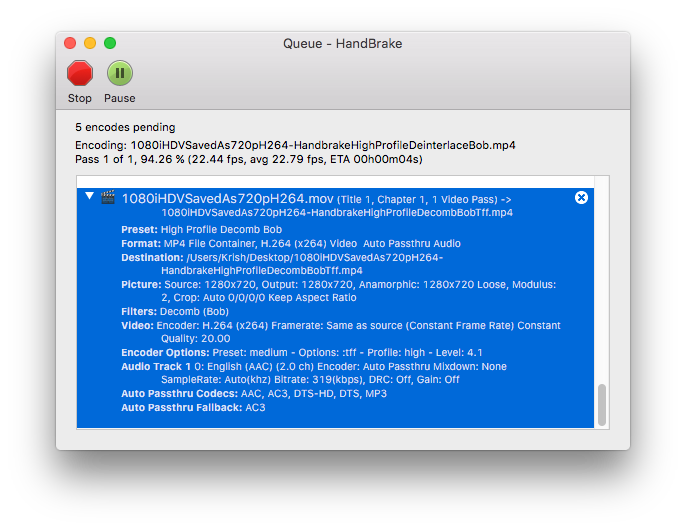 Queue - HandBrake
Stop
Pause
5 encodes pending
Encoding: 1080iHDVSavedAs720pH264-HandbrakeHighProfileDeinterlaceBob.mp4
Pass 1 of 1, 94.26 % (22.44 fps, avg 22.79 fps, ETA 00h00m04s)
1080iHDVSavedAs720pH264.mov (Title 1, Chapter 1, 1 Video Pass) ->
1080iHDVSavedAs720pH264-HandbrakeHighProfileDecombBobTff.mp4
Preset: High Profile Decomb Bob
Format: MP4 File Container, H.264 (x264) Video  Auto Passthru Audio
Destination: /Users/Krish/Desktop/1080iHDVSavedAs720pH264-
HandbrakeHighProfileDecombBobTff.mp4
Picture: Source: 1280x720, Output: 1280x720, Anamorphic: 1280x720 Loose, Modulus:
2, Crop: Auto 0/0/0/0 Keep Aspect Ratio
Filters: Decomb (Bob)
Video: Encoder: H.264 (x264) Framerate: Same as source (Constant Frame Rate) Constant
Quality: 20.00
Encoder Options: Preset: medium - Options: :tff - Profile: high - Level: 4.1
Audio Track 1 0: English (AAC) (2.0 ch) Encoder: Auto Passthru Mixdown: None
SampleRate: Auto(khz) Bitrate: 319(kbps), DRC: Off, Gain: Off
Auto Passthru Codecs: AAC, AC3, DTS-HD, DTS, MP3
Auto Passthru Fallback: AC3